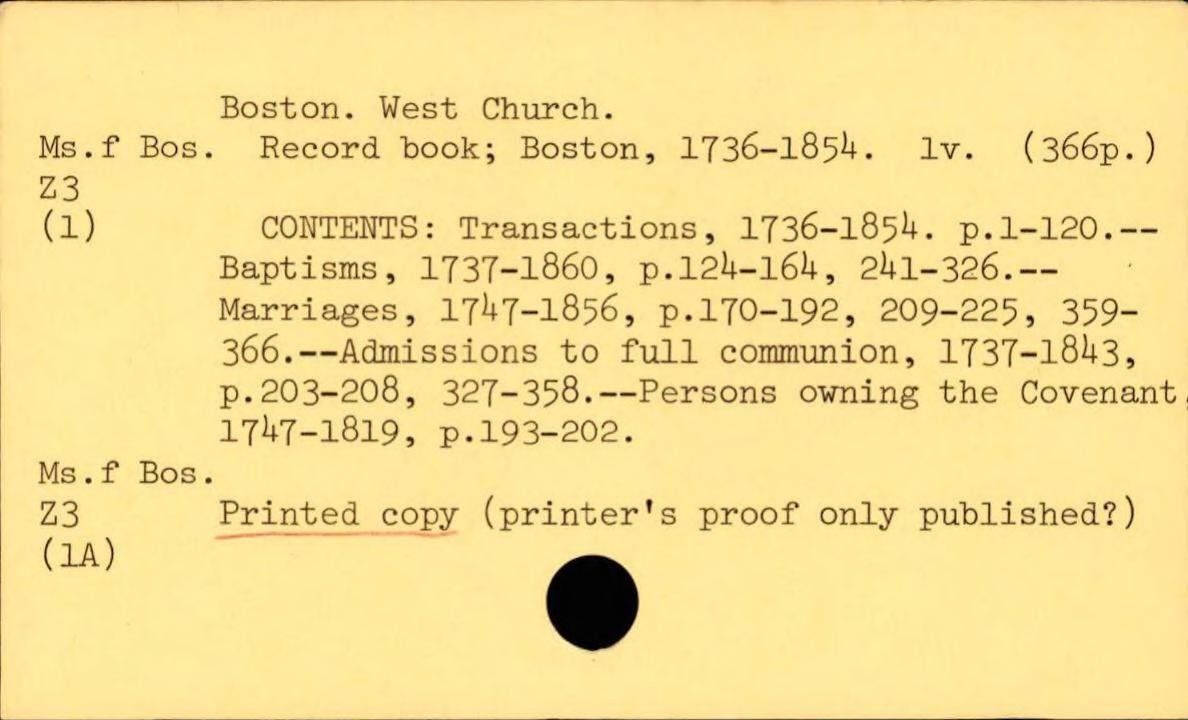 Boston. West Church.
Ms.f Bos. Record book; Boston, 1736-1854. lv. (366p.)
Z3
(1) CONTENTS: Transactions, 1736-1854. p.1-120.--
Baptisms, 1737-1860, p.124-164, 241-326.--
Marriages, 1747-1856, p.170-192, 209-225, 359-
366.--Admissions to full communion, 1737-1843,
p.203-208, 327-358.--Persons owning the Covenant,
1747-1819, p.193-202.
Ms.f Bos.
Z3 Printed copy (printer's proof only published?)
(1A)